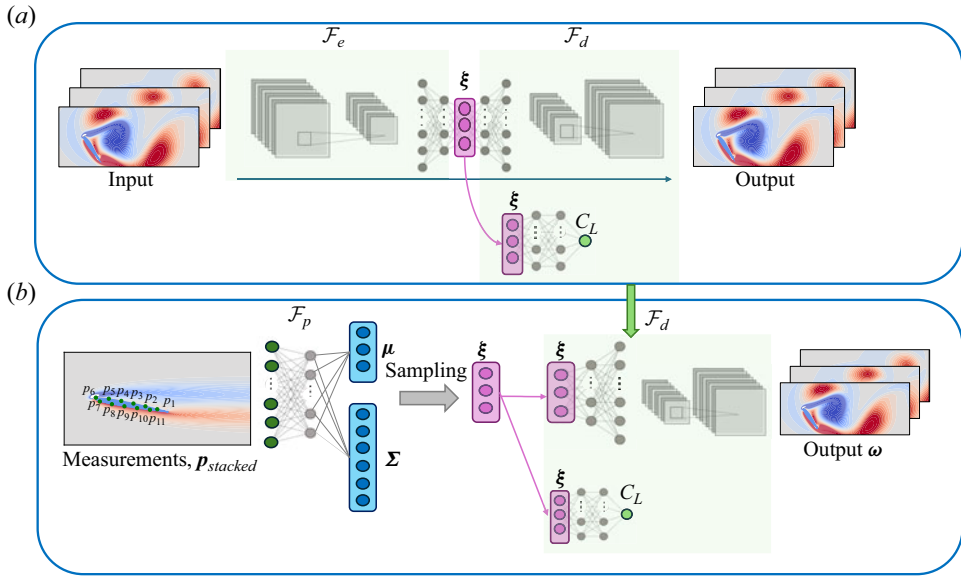 (a)
𝓕e
𝓕d
ξ
Input
Output
ξ
CL
(b)
𝓕p
𝓕d
μ
Sampling
ξ
ξ
p6 p5 p4 p3 p2 p1
p7 p8 p9 p10 p11
Measurements, p stacked
Σ
Output ω
ξ
CL